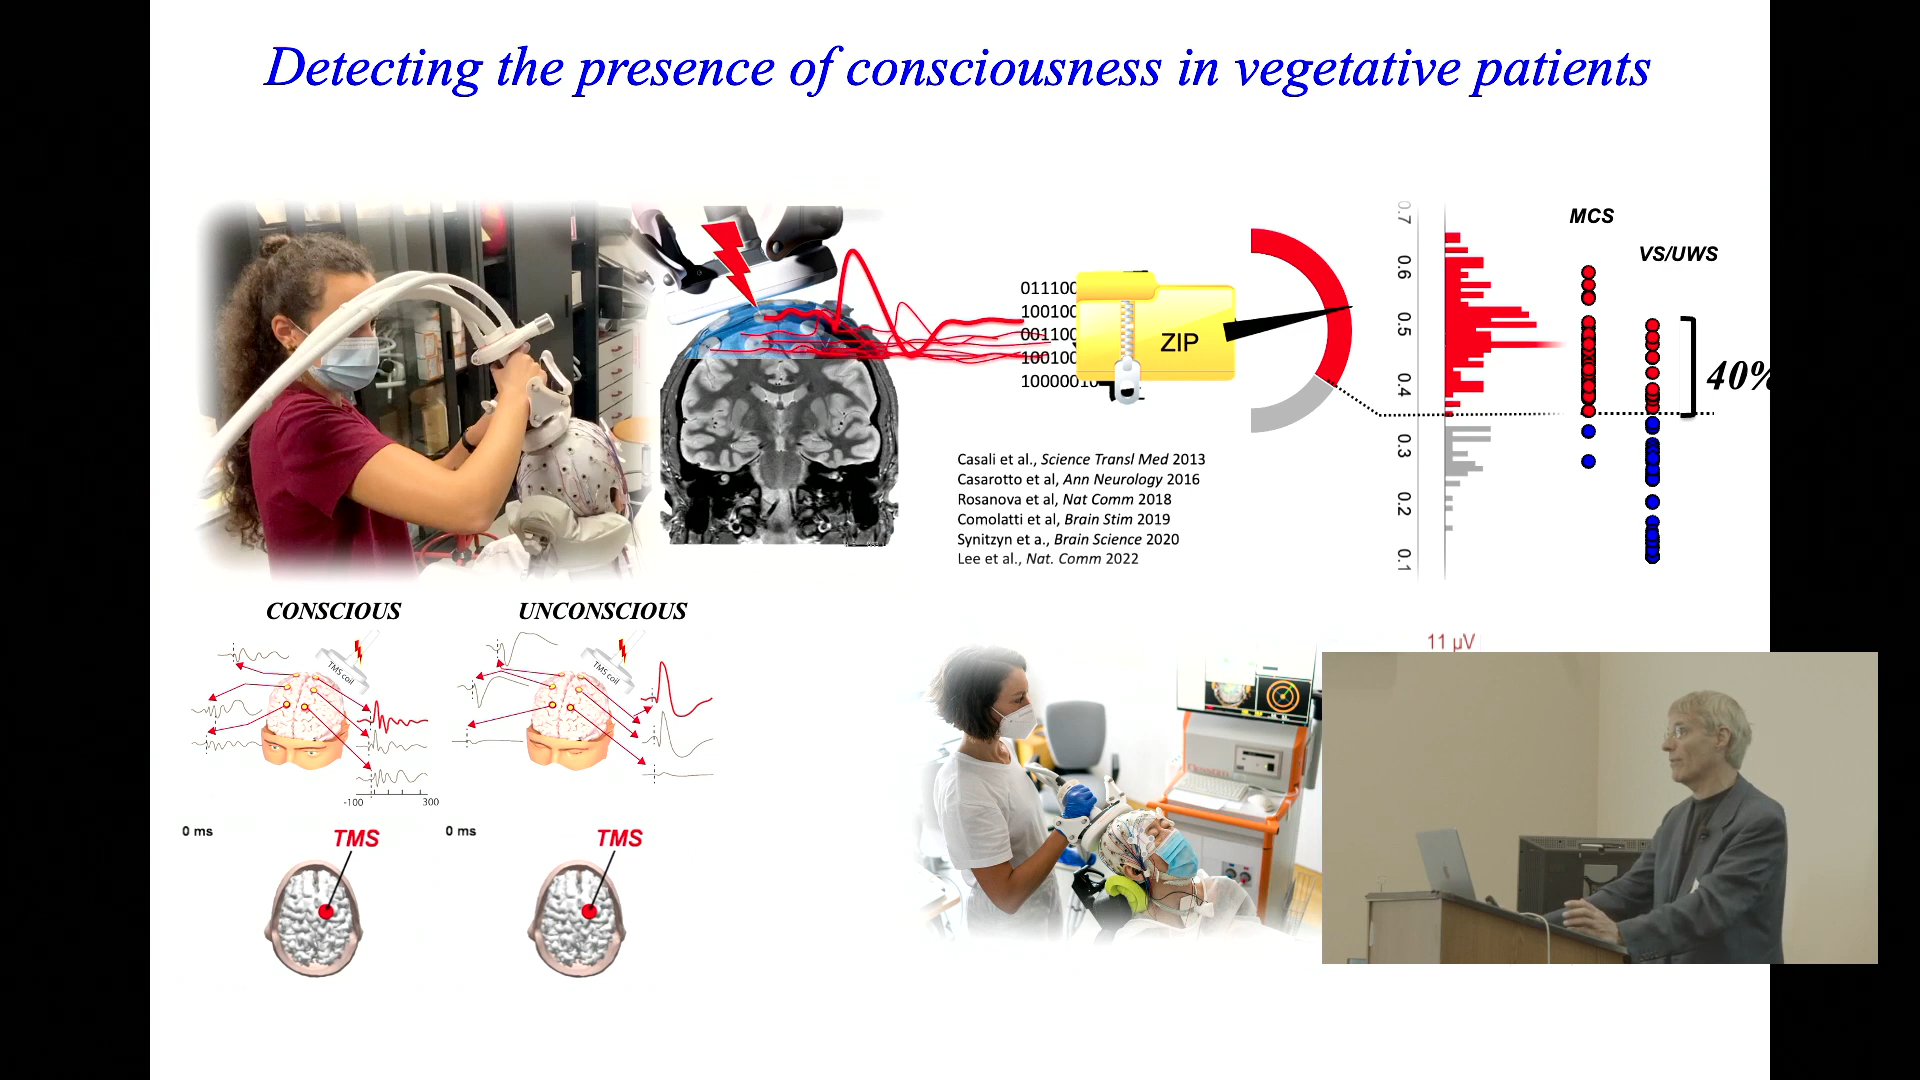 Detecting the presence of consciousness in vegetative patients
MCS
VS/UWS
0.7
0.6
0.5
0.4
0.3
0.2
0.1
40%
011100
100100
001100
100100
10000010
ZIP
Casali et al., Science Transl Med 2013
Casarotto et al, Ann Neurology 2016
Rosanova et al, Nat Comm 2018
Comolatti et al, Brain Stim 2019
Synitzyn et a., Brain Science 2020
Lee et al., Nat. Comm 2022
CONSCIOUS
UNCONSCIOUS
TMS coil
TMS coil
-100
300
11 µV
0 ms
TMS
0 ms
TMS